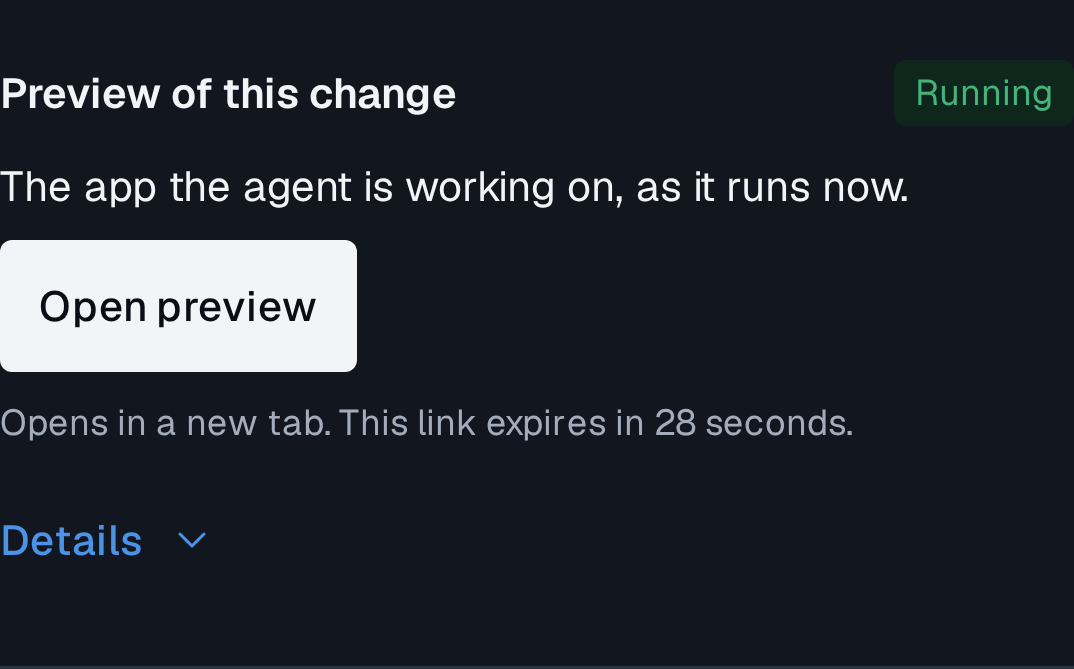 Preview of this change
Running
The app the agent is working on, as it runs now.
Open preview
Opens in a new tab. This link expires in 28 seconds.
Details